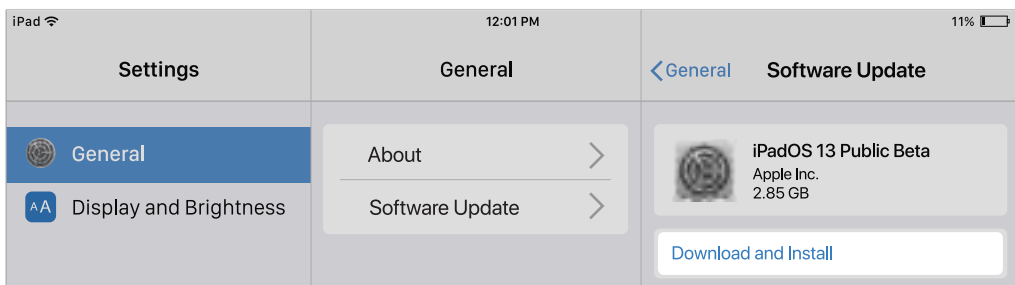 iPad 12:01 PM 11%
Settings General General Software Update
General
Display and Brightness
About
Software Update
iPadOS 13 Public Beta
Apple Inc.
2.85 GB
Download and Install
AA